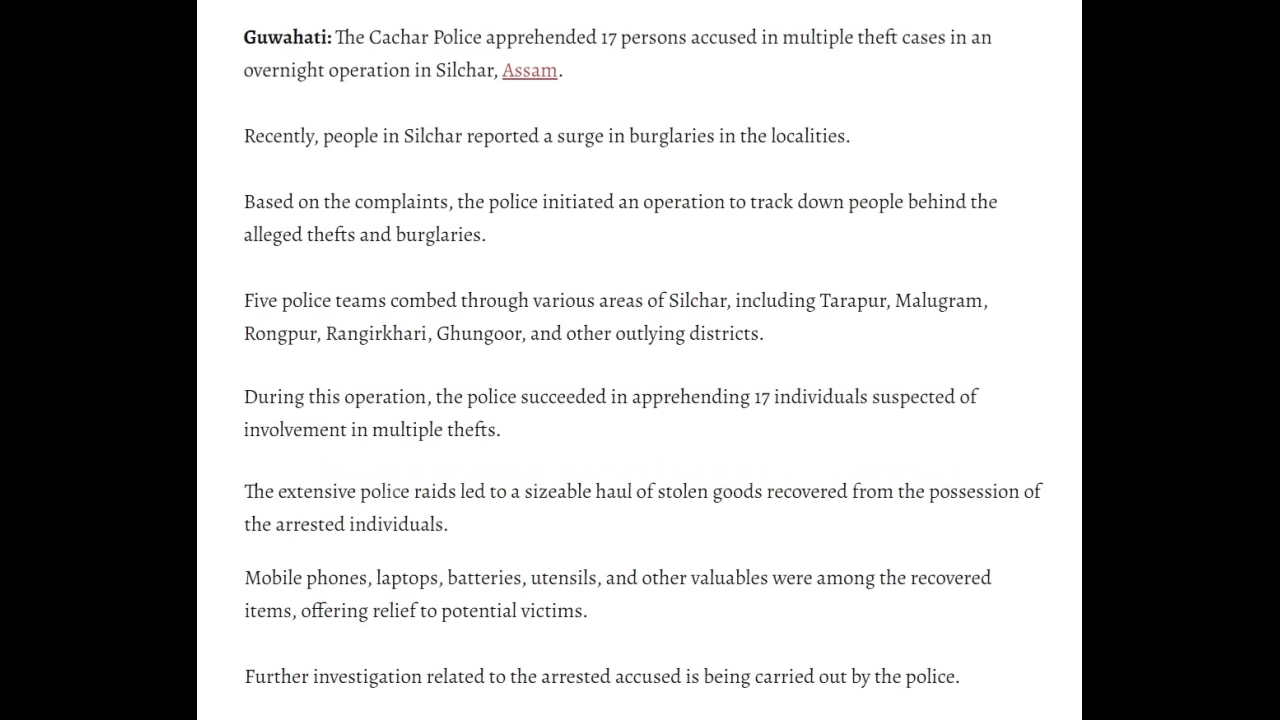 Guwahati: The Cachar Police apprehended 17 persons accused in multiple theft cases in an
overnight operation in Silchar, Assam.
Recently, people in Silchar reported a surge in burglaries in the localities.
Based on the complaints, the police initiated an operation to track down people behind the
alleged thefts and burglaries.
Five police teams combed through various areas of Silchar, including Tarapur, Malugram,
Rongpur, Rangirkhari, Ghungoor, and other outlying districts.
During this operation, the police succeeded in apprehending 17 individuals suspected of
involvement in multiple thefts.
The extensive police raids led to a sizeable haul of stolen goods recovered from the possession of
the arrested individuals.
Mobile phones, laptops, batteries, utensils, and other valuables were among the recovered
items, offering relief to potential victims.
Further investigation related to the arrested accused is being carried out by the police.